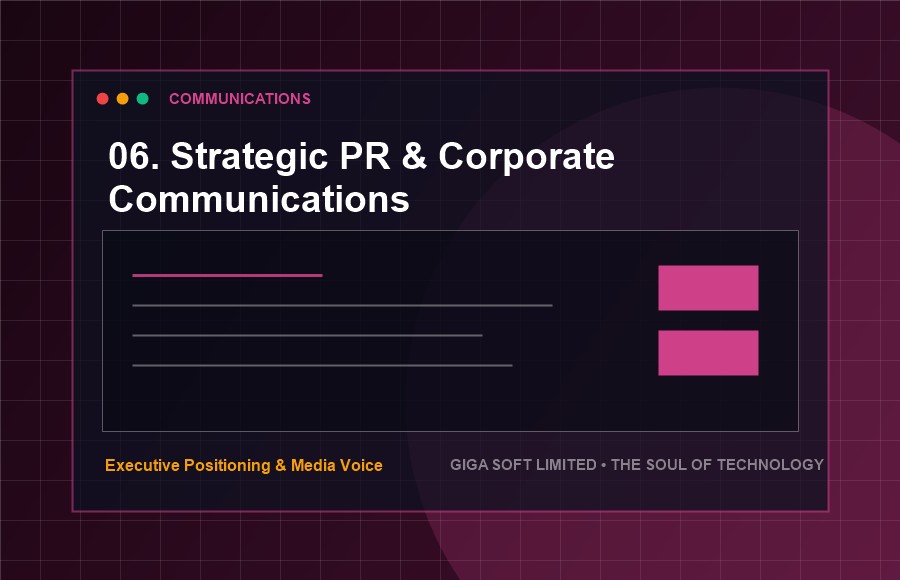 COMMUNICATIONS
06. Strategic PR & Corporate
Communications
Executive Positioning & Media Voice
GIGA SOFT LIMITED • THE SOUL OF TECHNOLOGY